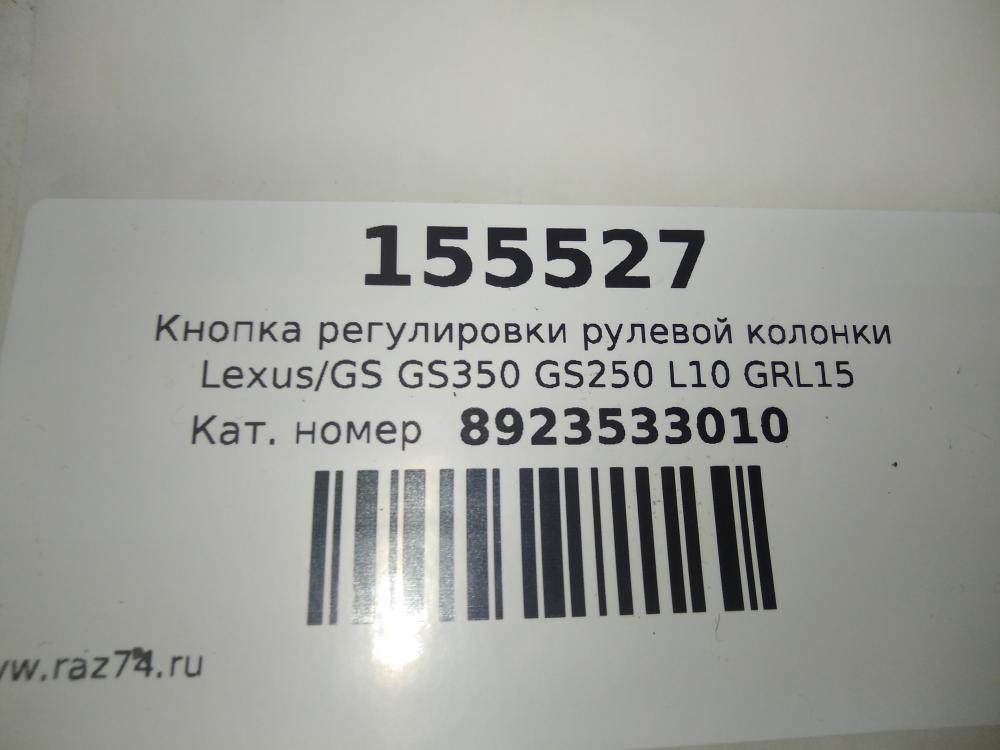 155527
Кнопка регулировки рулевой колонки
Lexus/GS GS350 GS250 L10 GRL15
Кат. номер 8923533010
w.raz74.ru